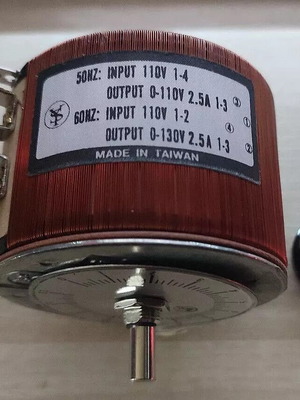 50HZ: INPUT 110V 1-4
OUTPUT 0-110V 2.5A 1-3 ③
60HZ: INPUT 110V 1-2 ①
OUTPUT 0-130V 2.5A 1-3 ④ ②
MADE IN TAIWAN